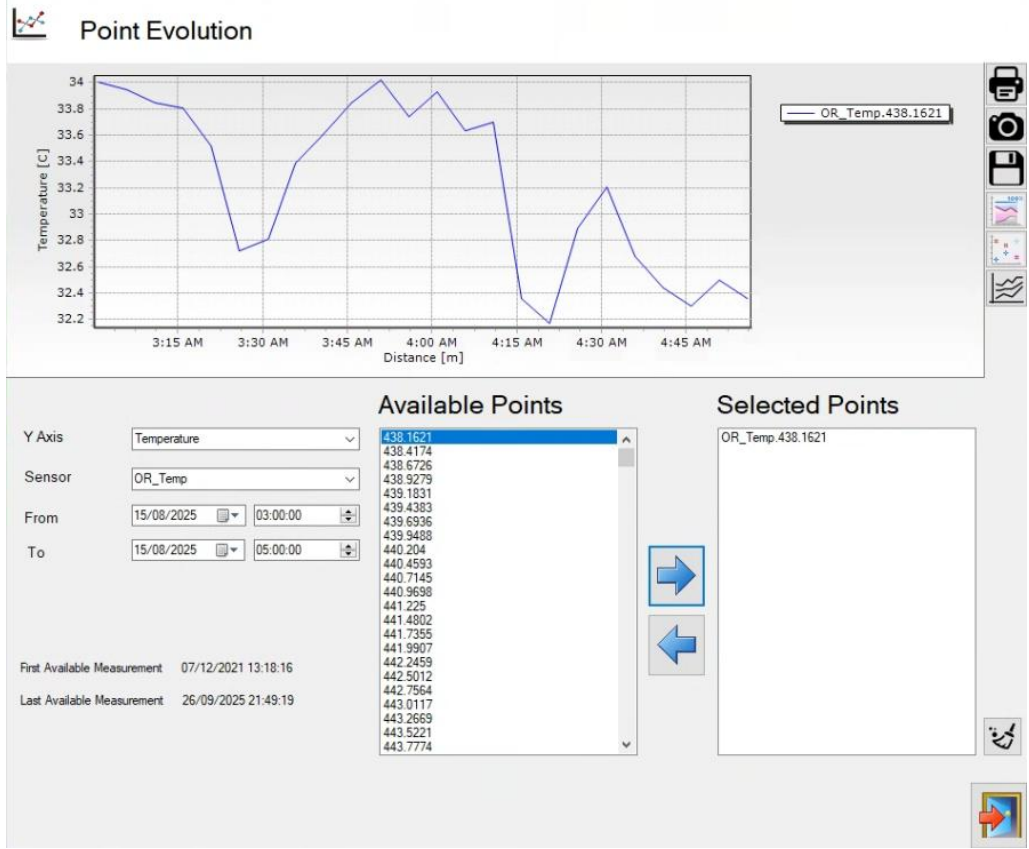 Point Evolution
34
33.8
33.6
33.4
33.2
33
32.8
32.6
32.4
32.2
Temperature [C]
3:15 AM 3:30 AM 3:45 AM 4:00 AM 4:15 AM 4:30 AM 4:45 AM
Distance [m]
OR_Temp.438.1621
Y Axis Temperature
Sensor OR_Temp
From 15/08/2025 03:00:00
To 15/08/2025 05:00:00
First Available Measurement 07/12/2021 13:18:16
Last Available Measurement 26/09/2025 21:49:19
Available Points
438.1621
438.4174
438.6726
438.9279
439.1831
439.4383
439.6936
439.9488
440.204
440.4593
440.7145
440.9698
441.225
441.4802
441.7355
441.9907
442.2459
442.5012
442.7564
443.0117
443.2669
443.5221
443.7774
Selected Points
OR_Temp.438.1621